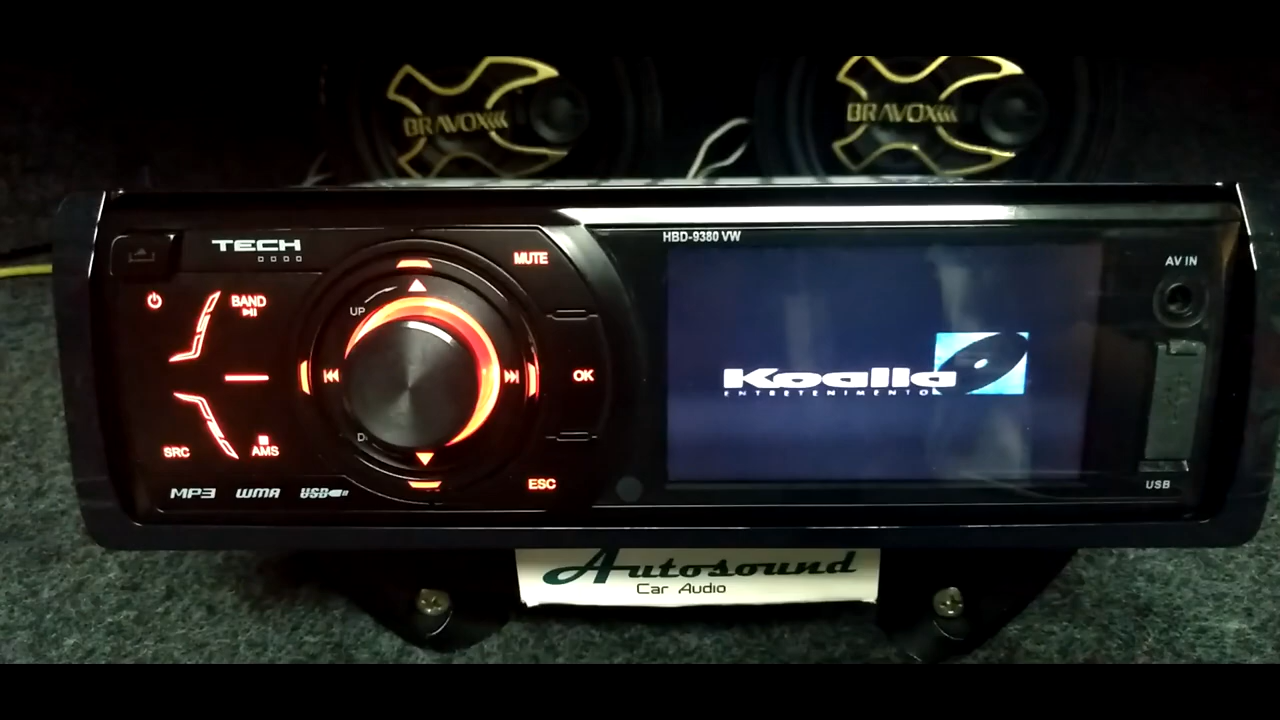 BRAVOX
BRAVOX
HBD-9380 VW
TECH
MUTE
AV IN
BAND
UP
Koalla
ENTRETENIMENTO
OK
SRC
AMS
ESC
MP3
WMA
USB
USB
Autosound
Car Audio